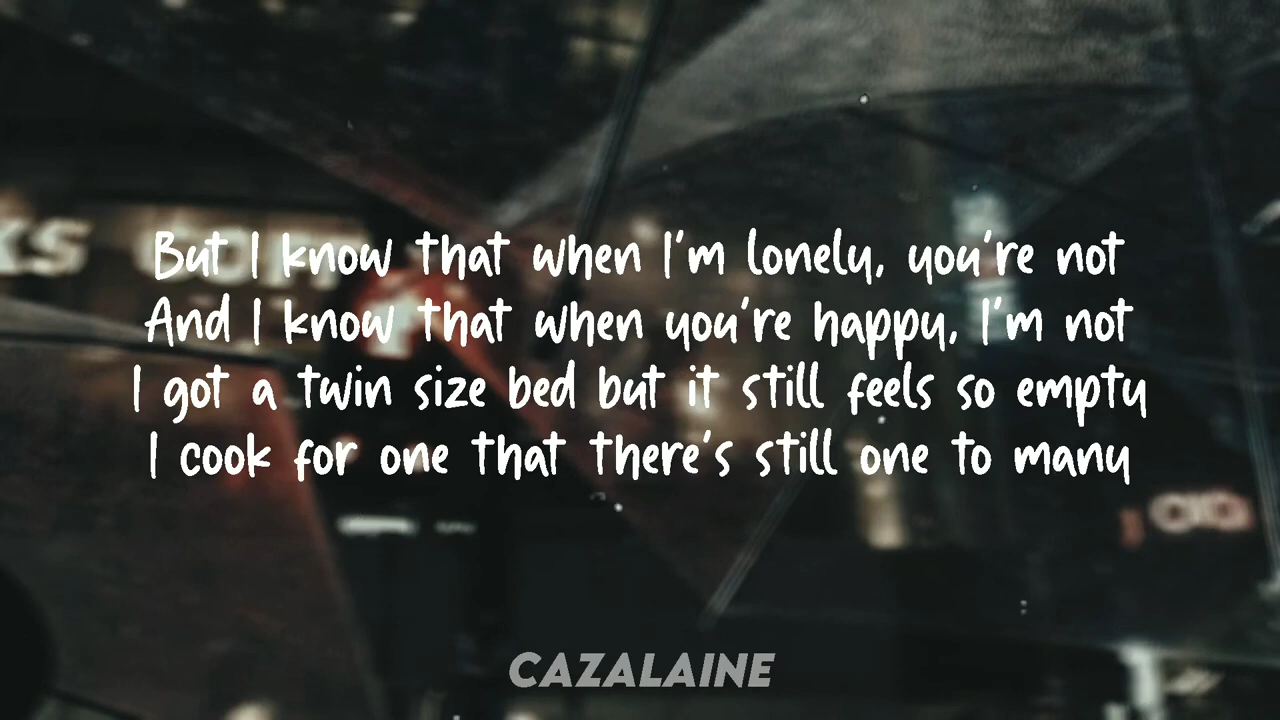 But I know that when I'm lonely, you're not
And I know that when you're happy, I'm not
I got a twin size bed but it still feels so empty
I cook for one that there's still one to many
CAZALAINE